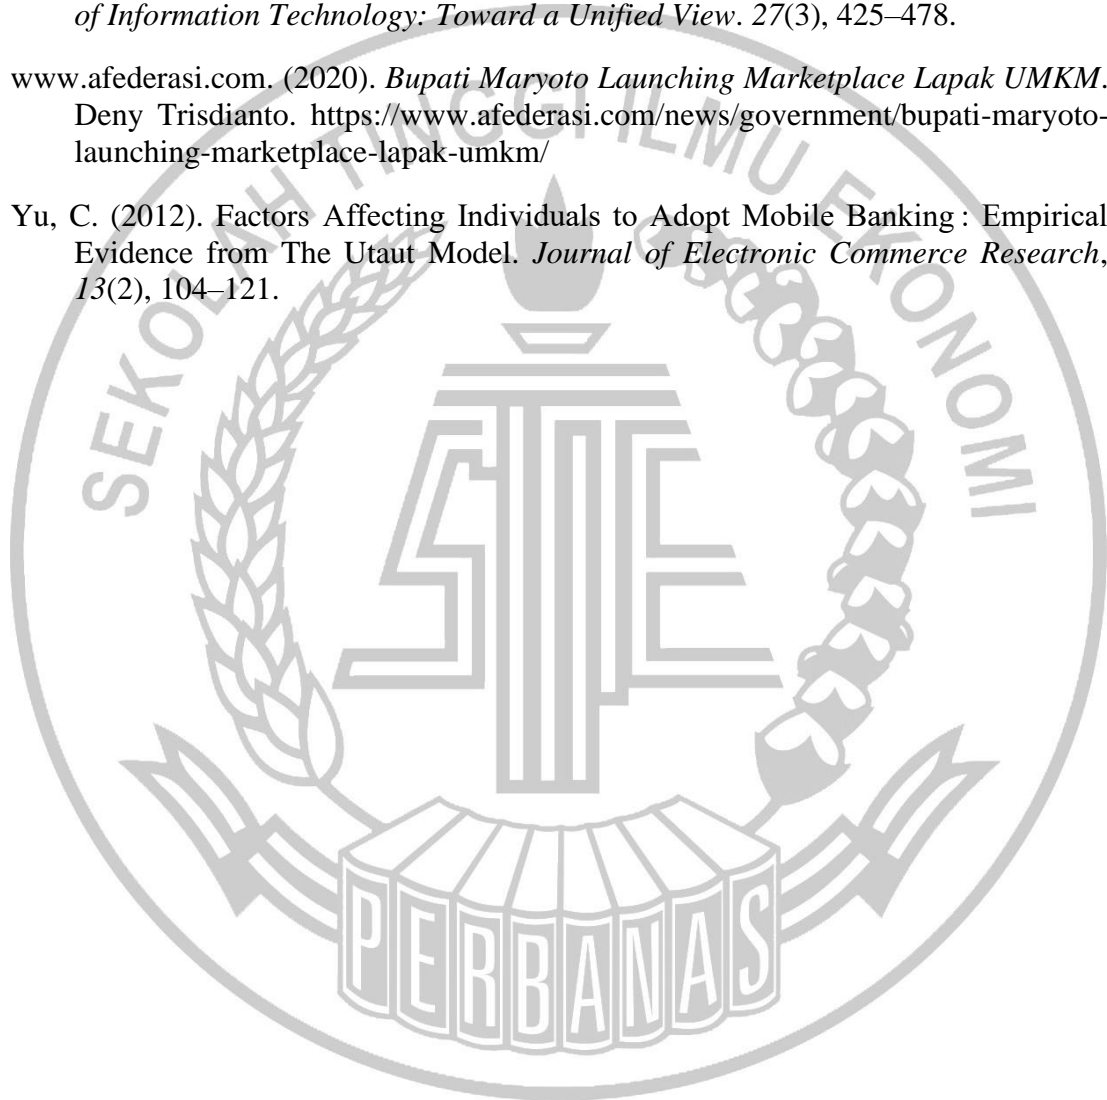 of Information Technology: Toward a Unified View. 27(3), 425–478.
www.afederasi.com. (2020). Bupati Maryoto Launching Marketplace Lapak UMKM.
Deny Trisdianto. https://www.afederasi.com/news/government/bupati-maryoto-
launching-marketplace-lapak-umkm/
Yu, C. (2012). Factors Affecting Individuals to Adopt Mobile Banking : Empirical
Evidence from The Utaut Model. Journal of Electronic Commerce Research,
13(2), 104–121.
SEKOLAH TINGGI ILMU EKONOMI
STIE
PERBANAS